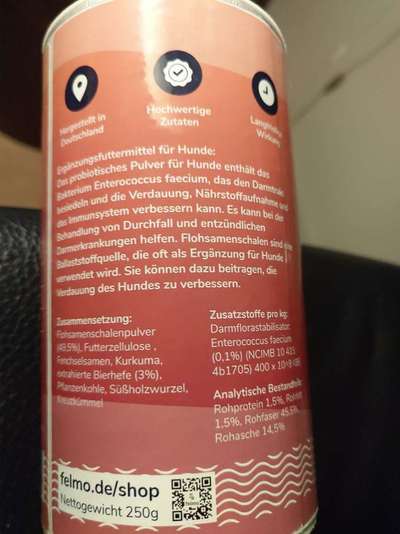 Hergestellt in
Deutschland
Hochwertige
Zutaten
Wirkung
Ergänzungsfuttermittel für Hunde:
Das probiotisches Pulver für Hunde enthält das
Bakterium Enterococcus faecium, das den Darmtrakt
besiedeln und die Verdauung, Nährstoffaufnahme und
das Immunsystem verbessern kann. Es kann bei der
Behandlung von Durchfall und entzündlichen
Darmerkrankungen helfen. Flohsamenschalen sind eine
Ballaststoffquelle, die oft als Ergänzung für Hunde
verwendet wird. Sie können dazu beitragen, die
Verdauung des Hundes zu verbessern.
Zusammensetzung:
Flohsamenschalenpulver
(49,5%), Futterzellulose ,
Fenchelsamen, Kurkuma,
extrahierte Bierhefe (3%),
Pflanzenkohle, Süßholzwurzel,
Kreuzkümmel
Zusatzstoffe pro kg:
Darmflorastabilisator:
Enterococcus faecium
(0,1%) (NCIMB 10 415
4b1705) 400 x 10^9
Analytische Bestandteile:
Rohprotein 1,5%, Rohfett
1,5%, Rohfaser 45,5%,
Rohasche 14,5%
felmo.de/shop
Nettogewicht 250g